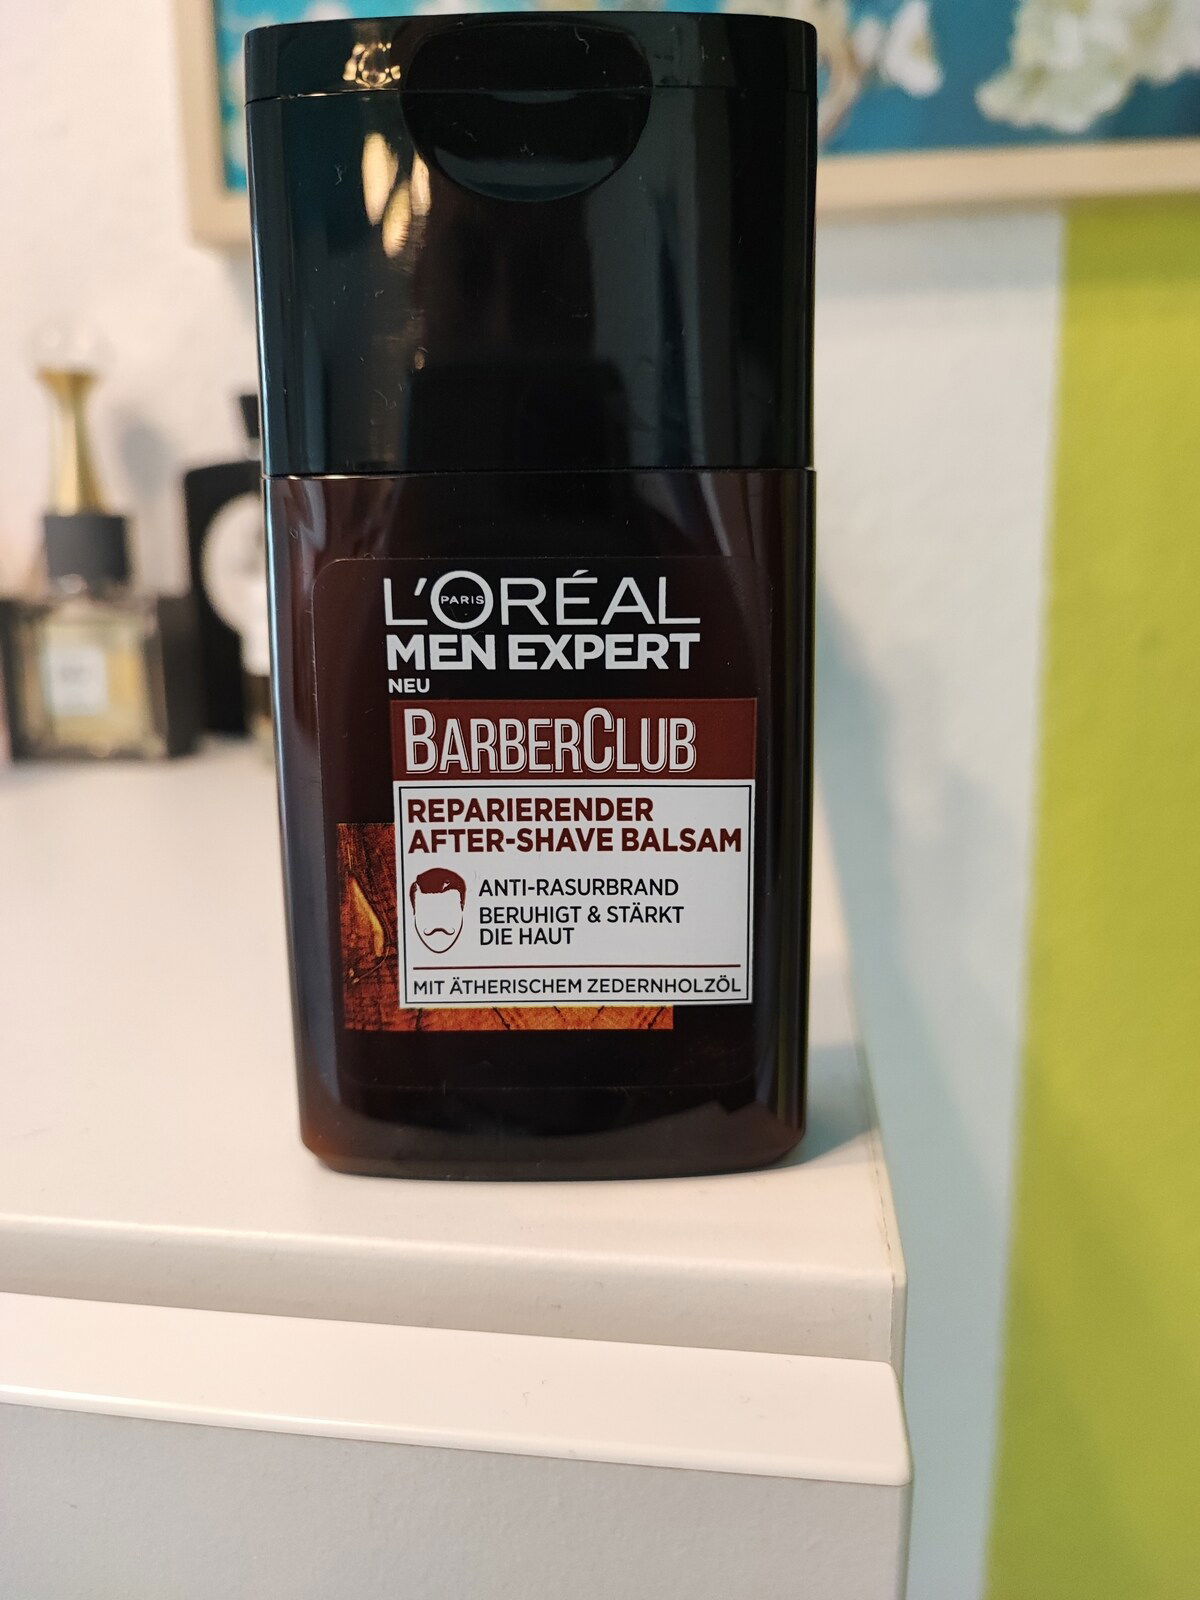 L'ORÉAL
PARIS
MEN EXPERT
NEU
BARBERCLUB
REPARIERENDER
AFTER-SHAVE BALSAM
ANTI-RASURBRAND
BERUHIGT & STÄRKT
DIE HAUT
MIT ÄTHERISCHEM ZEDERNHOLZÖL